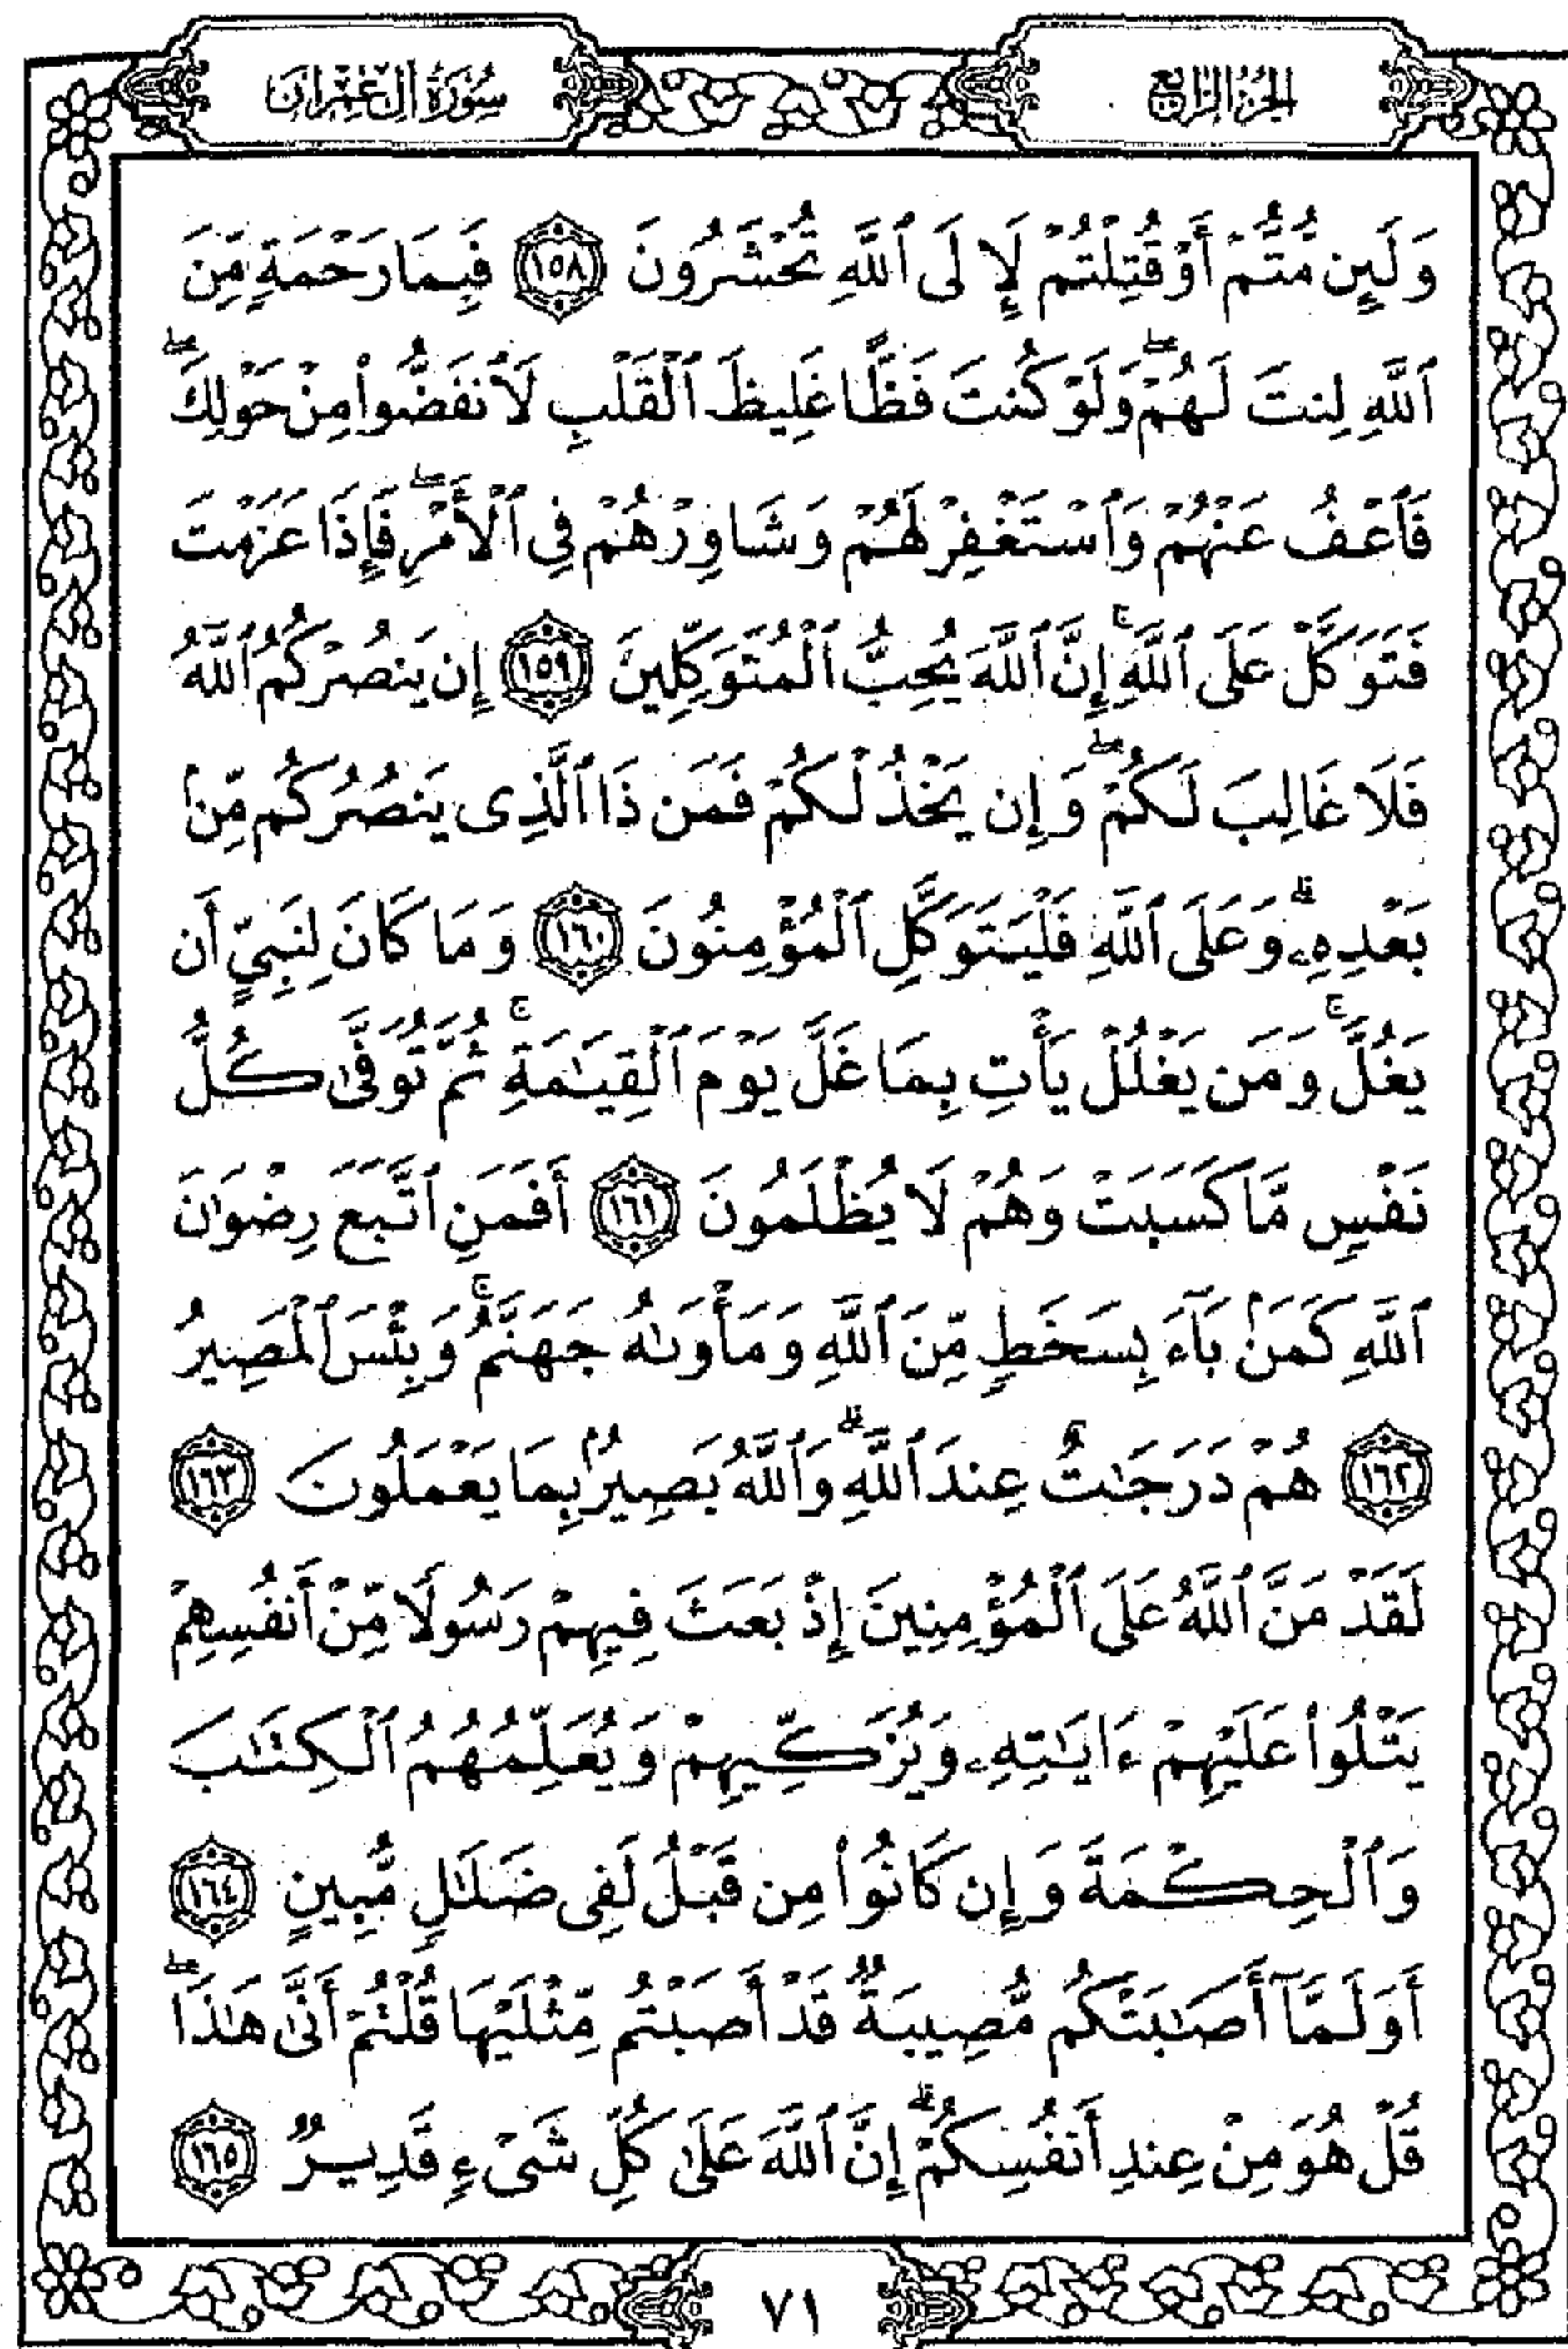 الجزء الرابع
سورة آل عمران
وَلَئِن مُّتُّمْ أَوْ قُتِلْتُمْ لَإِلَى ٱللَّهِ تُحْشَرُونَ ١٥٨ فَبِمَا رَحْمَةٍ مِّنَ
ٱللَّهِ لِنتَ لَهُمْ ۖ وَلَوْ كُنتَ فَظًّا غَلِيظَ ٱلْقَلْبِ لَٱنفَضُّوا۟ مِنْ حَوْلِكَ ۖ
فَٱعْفُ عَنْهُمْ وَٱسْتَغْفِرْ لَهُمْ وَشَاوِرْهُمْ فِى ٱلْأَمْرِ ۖ فَإِذَا عَزَمْتَ
فَتَوَكَّلْ عَلَى ٱللَّهِ ۚ إِنَّ ٱللَّهَ يُحِبُّ ٱلْمُتَوَكِّلِينَ ١٥٩ إِن يَنصُرْكُمُ ٱللَّهُ
فَلَا غَالِبَ لَكُمْ ۖ وَإِن يَخْذُلْكُمْ فَمَن ذَا ٱلَّذِى يَنصُرُكُم مِّنۢ
بَعْدِهِۦ ۗ وَعَلَى ٱللَّهِ فَلْيَتَوَكَّلِ ٱلْمُؤْمِنُونَ ١٦٠ وَمَا كَانَ لِنَبِىٍّ أَن
يَغُلَّ ۚ وَمَن يَغْلُلْ يَأْتِ بِمَا غَلَّ يَوْمَ ٱلْقِيَـٰمَةِ ۚ ثُمَّ تُوَفَّىٰ كُلُّ
نَفْسٍ مَّا كَسَبَتْ وَهُمْ لَا يُظْلَمُونَ ١٦١ أَفَمَنِ ٱتَّبَعَ رِضْوَٰنَ
ٱللَّهِ كَمَنۢ بَآءَ بِسَخَطٍ مِّنَ ٱللَّهِ وَمَأْوَىٰهُ جَهَنَّمُ ۚ وَبِئْسَ ٱلْمَصِيرُ
١٦٢ هُمْ دَرَجَـٰتٌ عِندَ ٱللَّهِ ۗ وَٱللَّهُ بَصِيرٌۢ بِمَا يَعْمَلُونَ ١٦٣
لَقَدْ مَنَّ ٱللَّهُ عَلَى ٱلْمُؤْمِنِينَ إِذْ بَعَثَ فِيهِمْ رَسُولًا مِّنْ أَنفُسِهِمْ
يَتْلُوا۟ عَلَيْهِمْ ءَايَـٰتِهِۦ وَيُزَكِّيهِمْ وَيُعَلِّمُهُمُ ٱلْكِتَـٰبَ
وَٱلْحِكْمَةَ وَإِن كَانُوا۟ مِن قَبْلُ لَفِى ضَلَـٰلٍ مُّبِينٍ ١٦٤
أَوَلَمَّآ أَصَـٰبَتْكُم مُّصِيبَةٌ قَدْ أَصَبْتُم مِّثْلَيْهَا قُلْتُمْ أَنَّىٰ هَـٰذَا ۖ
قُلْ هُوَ مِنْ عِندِ أَنفُسِكُمْ ۗ إِنَّ ٱللَّهَ عَلَىٰ كُلِّ شَىْءٍ قَدِيرٌ ١٦٥
٧١